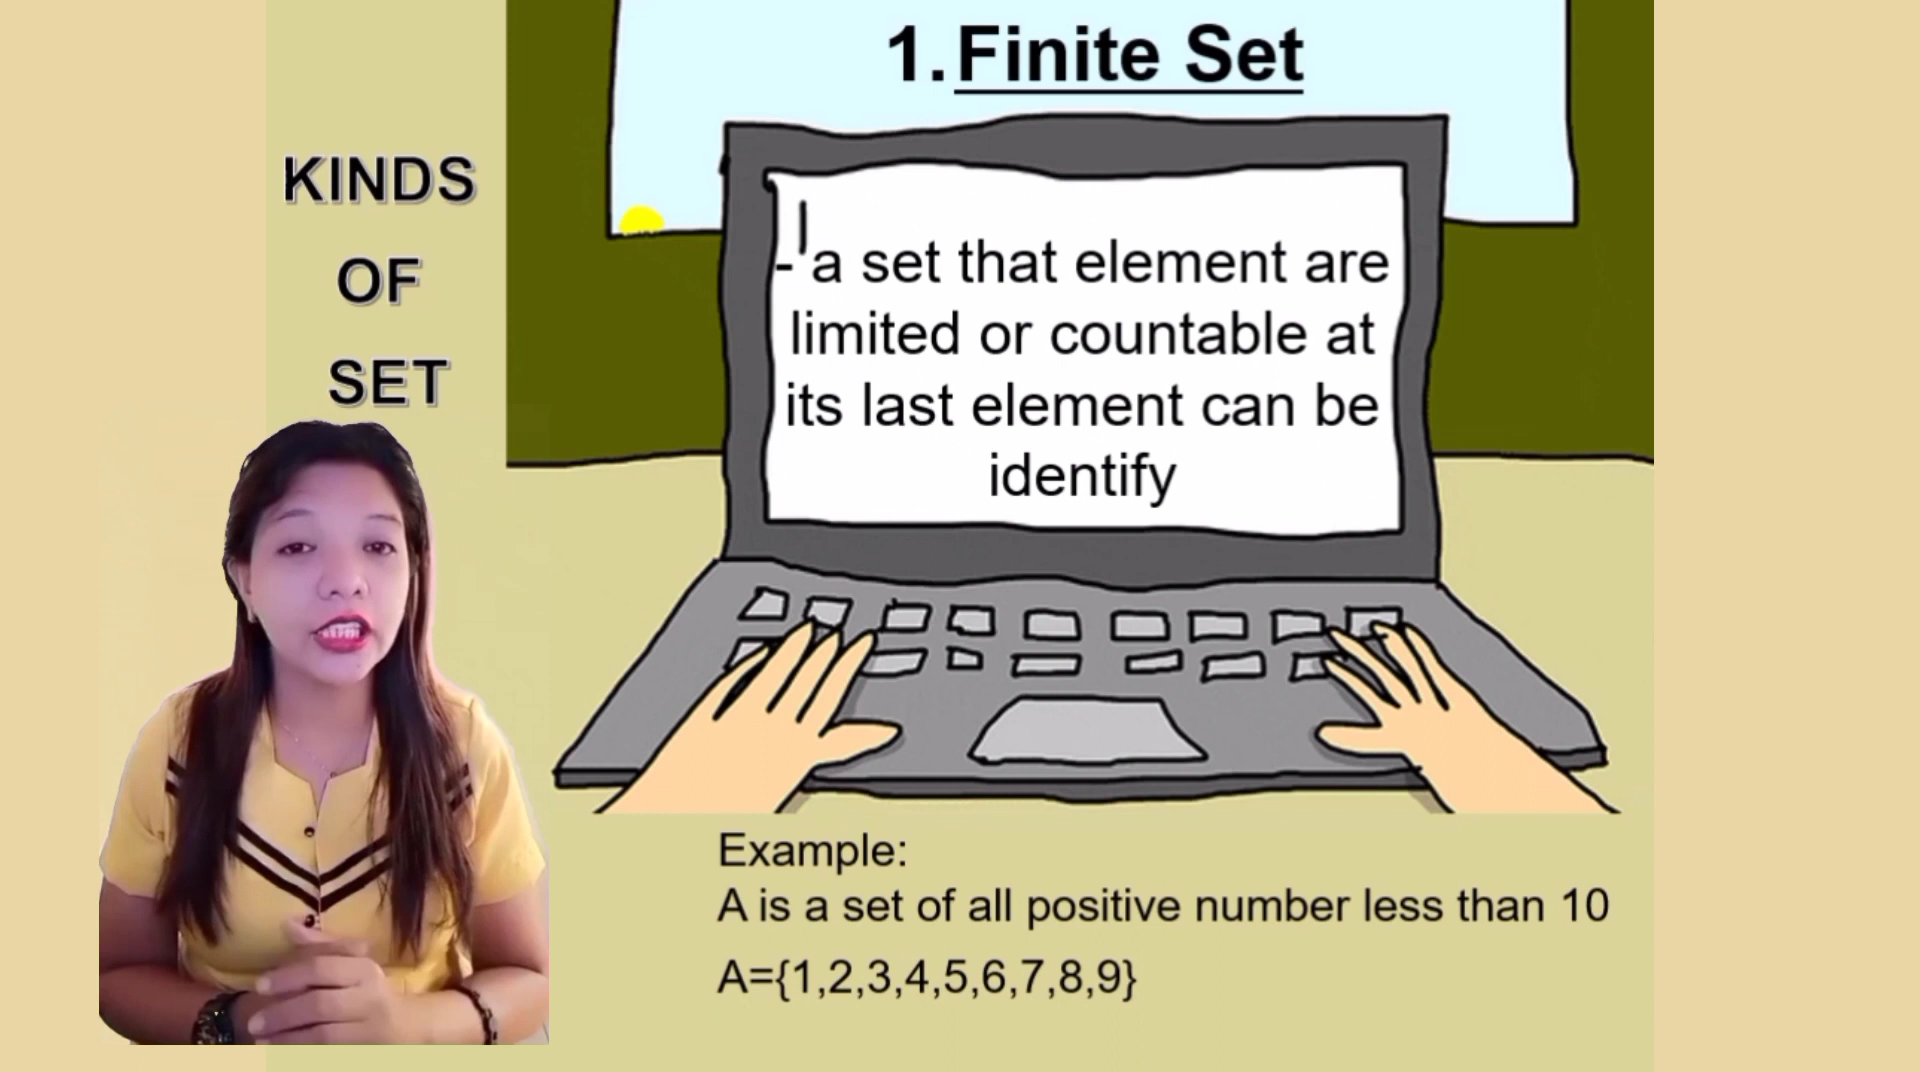 KINDS
OF
SET
1. Finite Set
- a set that element are
limited or countable at
its last element can be
identify
Example:
A is a set of all positive number less than 10
A={1,2,3,4,5,6,7,8,9}